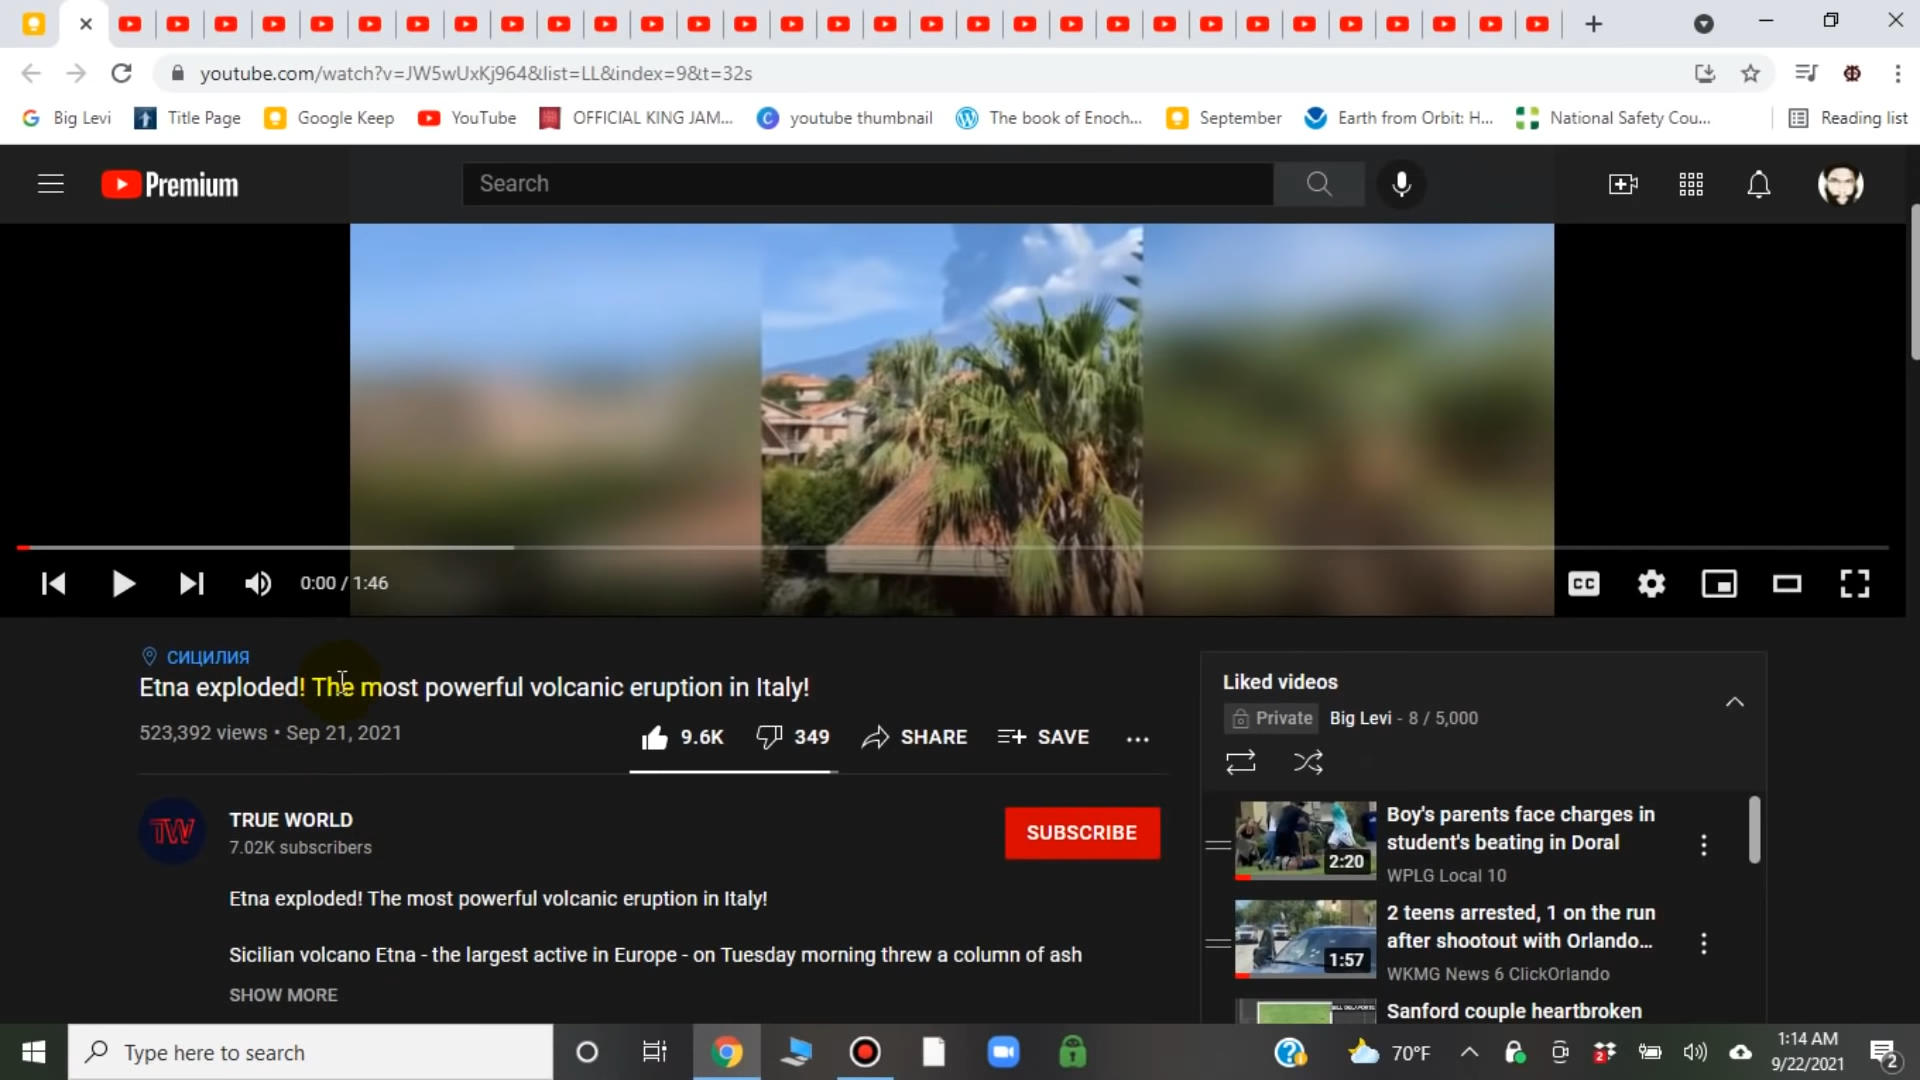 youtube.com/watch?v=JW5wUxKj964&list=LL&index=9&t=32s
Big Levi
Title Page
Google Keep
YouTube
OFFICIAL KING JAM...
youtube thumbnail
The book of Enoch...
September
Earth from Orbit: H...
National Safety Cou...
Reading list
Premium
Search
0:00 / 1:46
CC
СИЦИЛИЯ
Etna exploded! The most powerful volcanic eruption in Italy!
523,392 views • Sep 21, 2021
9.6K
349
SHARE
SAVE
TW
TRUE WORLD
7.02K subscribers
SUBSCRIBE
Etna exploded! The most powerful volcanic eruption in Italy!
Sicilian volcano Etna - the largest active in Europe - on Tuesday morning threw a column of ash
SHOW MORE
Liked videos
Private
Big Levi - 8 / 5,000
2:20
Boy's parents face charges in
student's beating in Doral
WPLG Local 10
1:57
2 teens arrested, 1 on the run
after shootout with Orlando...
WKMG News 6 ClickOrlando
Sanford couple heartbroken
Type here to search
70°F
2
1:14 AM
9/22/2021
2